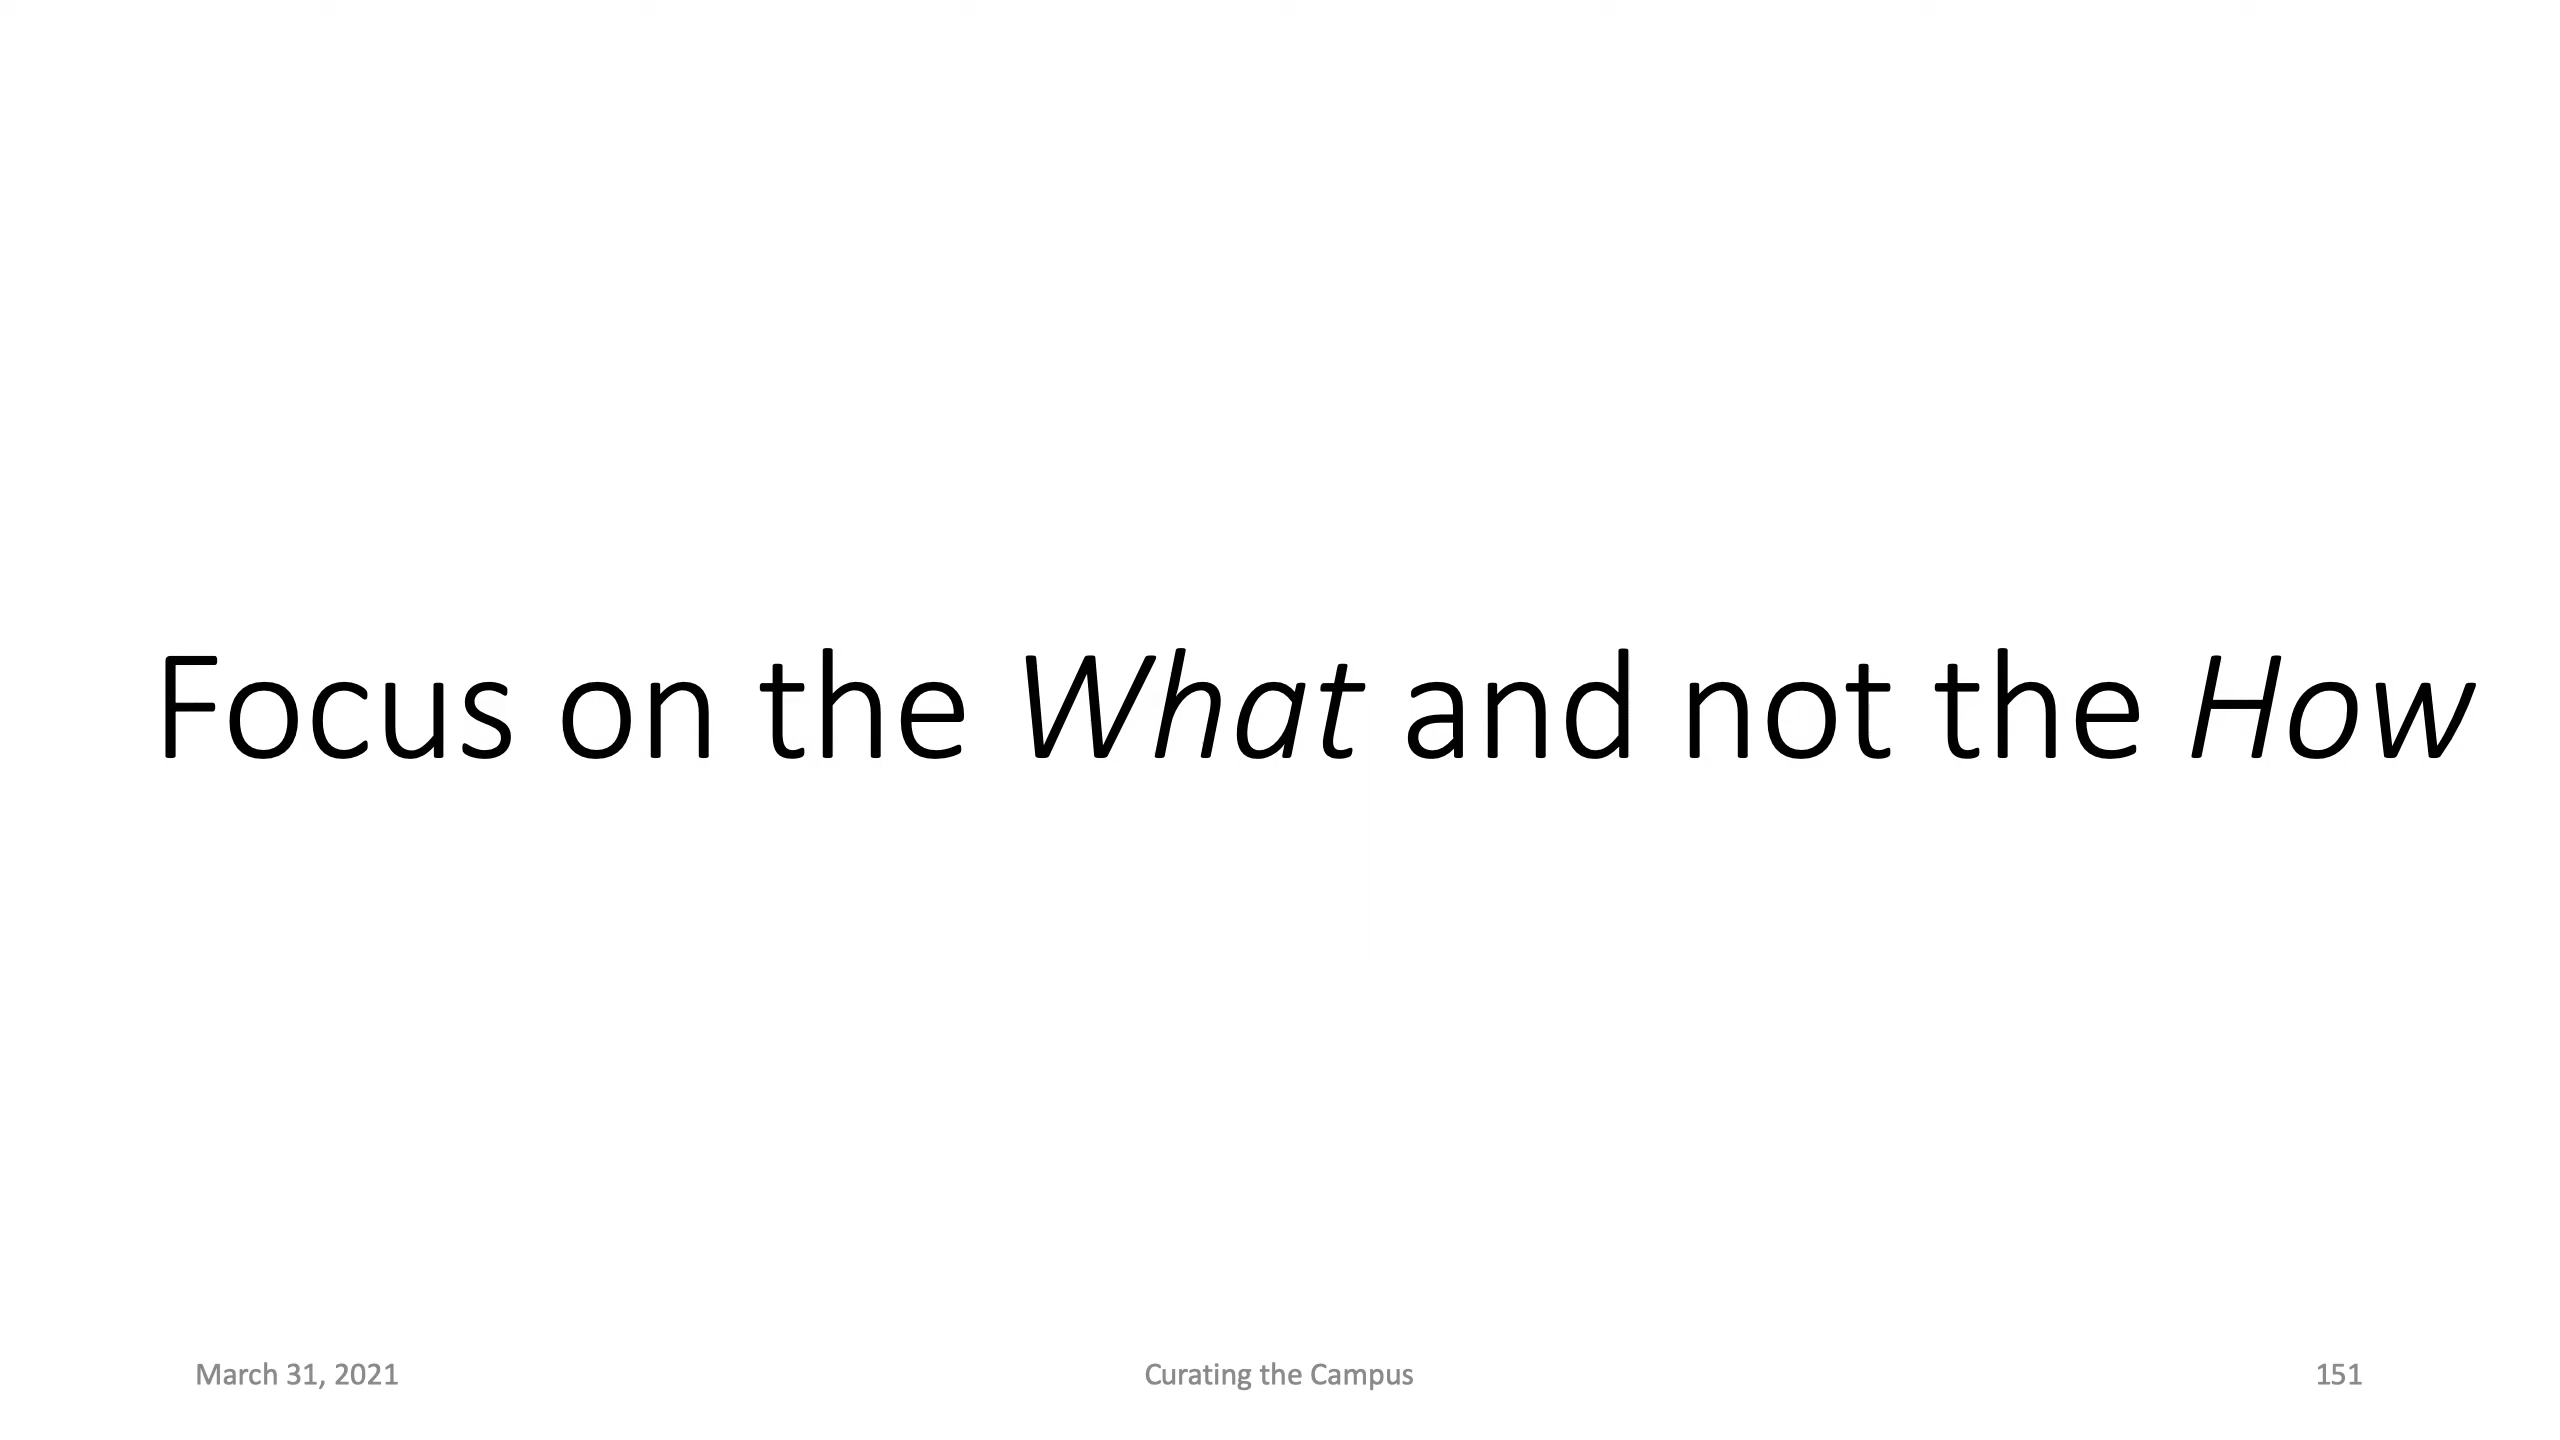 Focus on the What and not the How
March 31, 2021
Curating the Campus
151